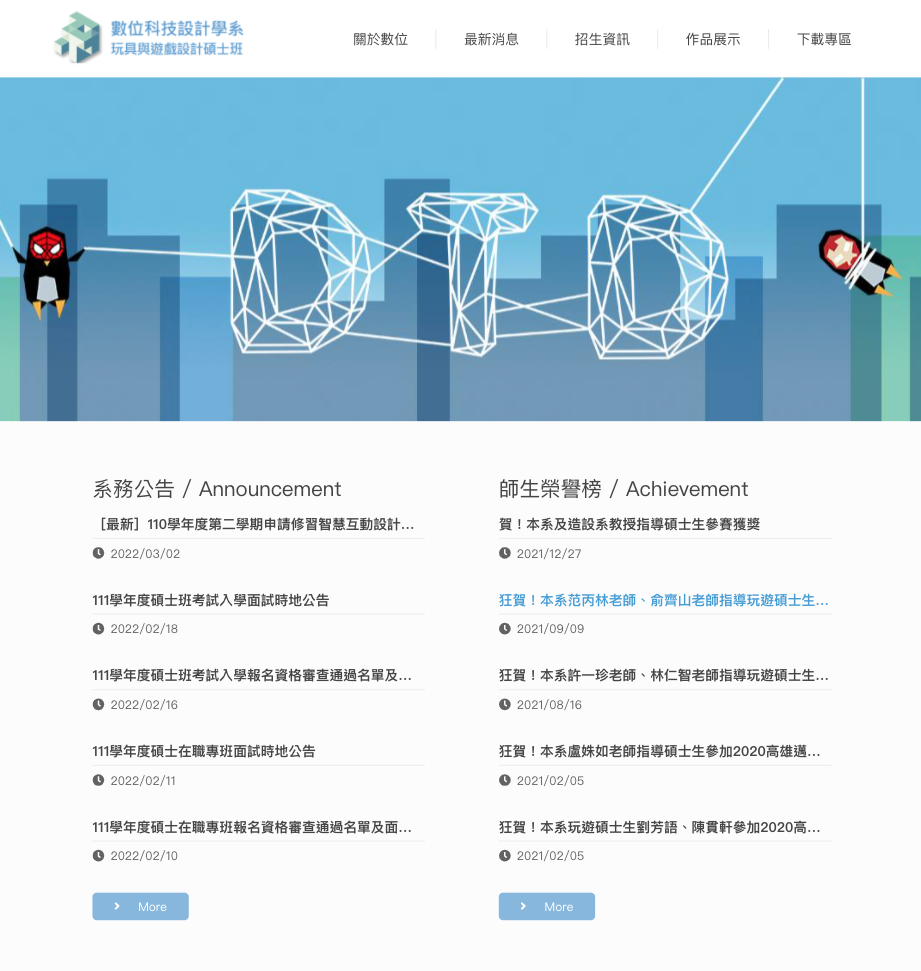 數位科技設計學系
玩具與遊戲設計碩士班
關於數位
最新消息
招生資訊
作品展示
下載專區
DTD
系務公告 / Announcement
［最新］110學年度第二學期申請修習智慧互動設計...
2022/03/02
111學年度碩士班考試入學面試時地公告
2022/02/18
111學年度碩士班考試入學報名資格審查通過名單及...
2022/02/16
111學年度碩士在職專班面試時地公告
2022/02/11
111學年度碩士在職專班報名資格審查通過名單及面...
2022/02/10
More
師生榮譽榜 / Achievement
賀！本系及造設系教授指導碩士生參賽獲獎
2021/12/27
狂賀！本系范丙林老師、俞齊山老師指導玩遊碩士生...
2021/09/09
狂賀！本系許一珍老師、林仁智老師指導玩遊碩士生...
2021/08/16
狂賀！本系盧姝如老師指導碩士生參加2020高雄邁...
2021/02/05
狂賀！本系玩遊碩士生劉芳語、陳貫軒參加2020高...
2021/02/05
More